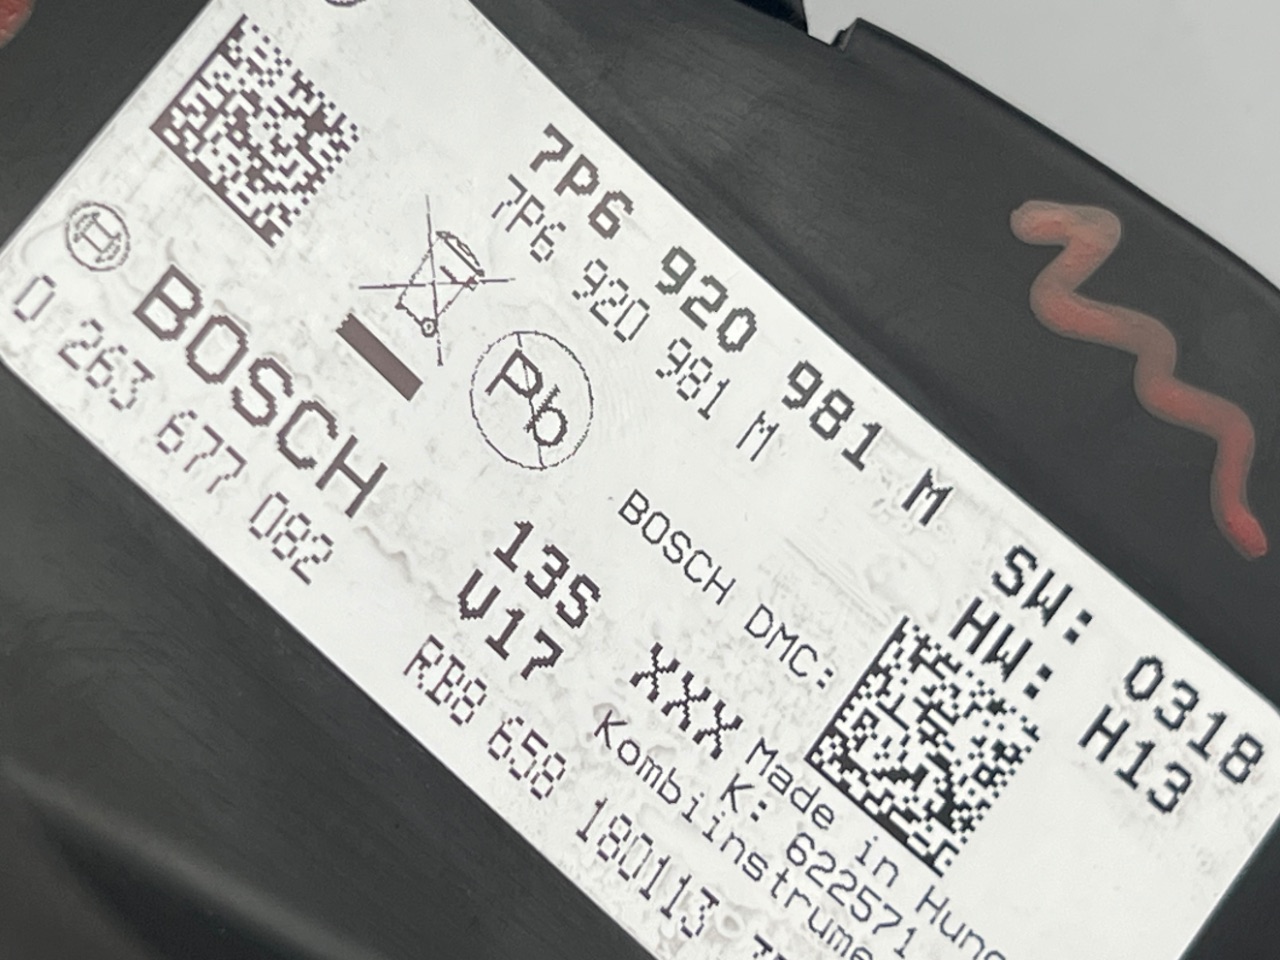 7P6 920 981 M
7P6 920 981 M
SW: 0318
HW: H13
Pb
BOSCH
0 263 677 082
BOSCH DMC:
13S
V17
XXX
Made in Hung
K: 622571
Kombiinstrume
RB8 658 180113